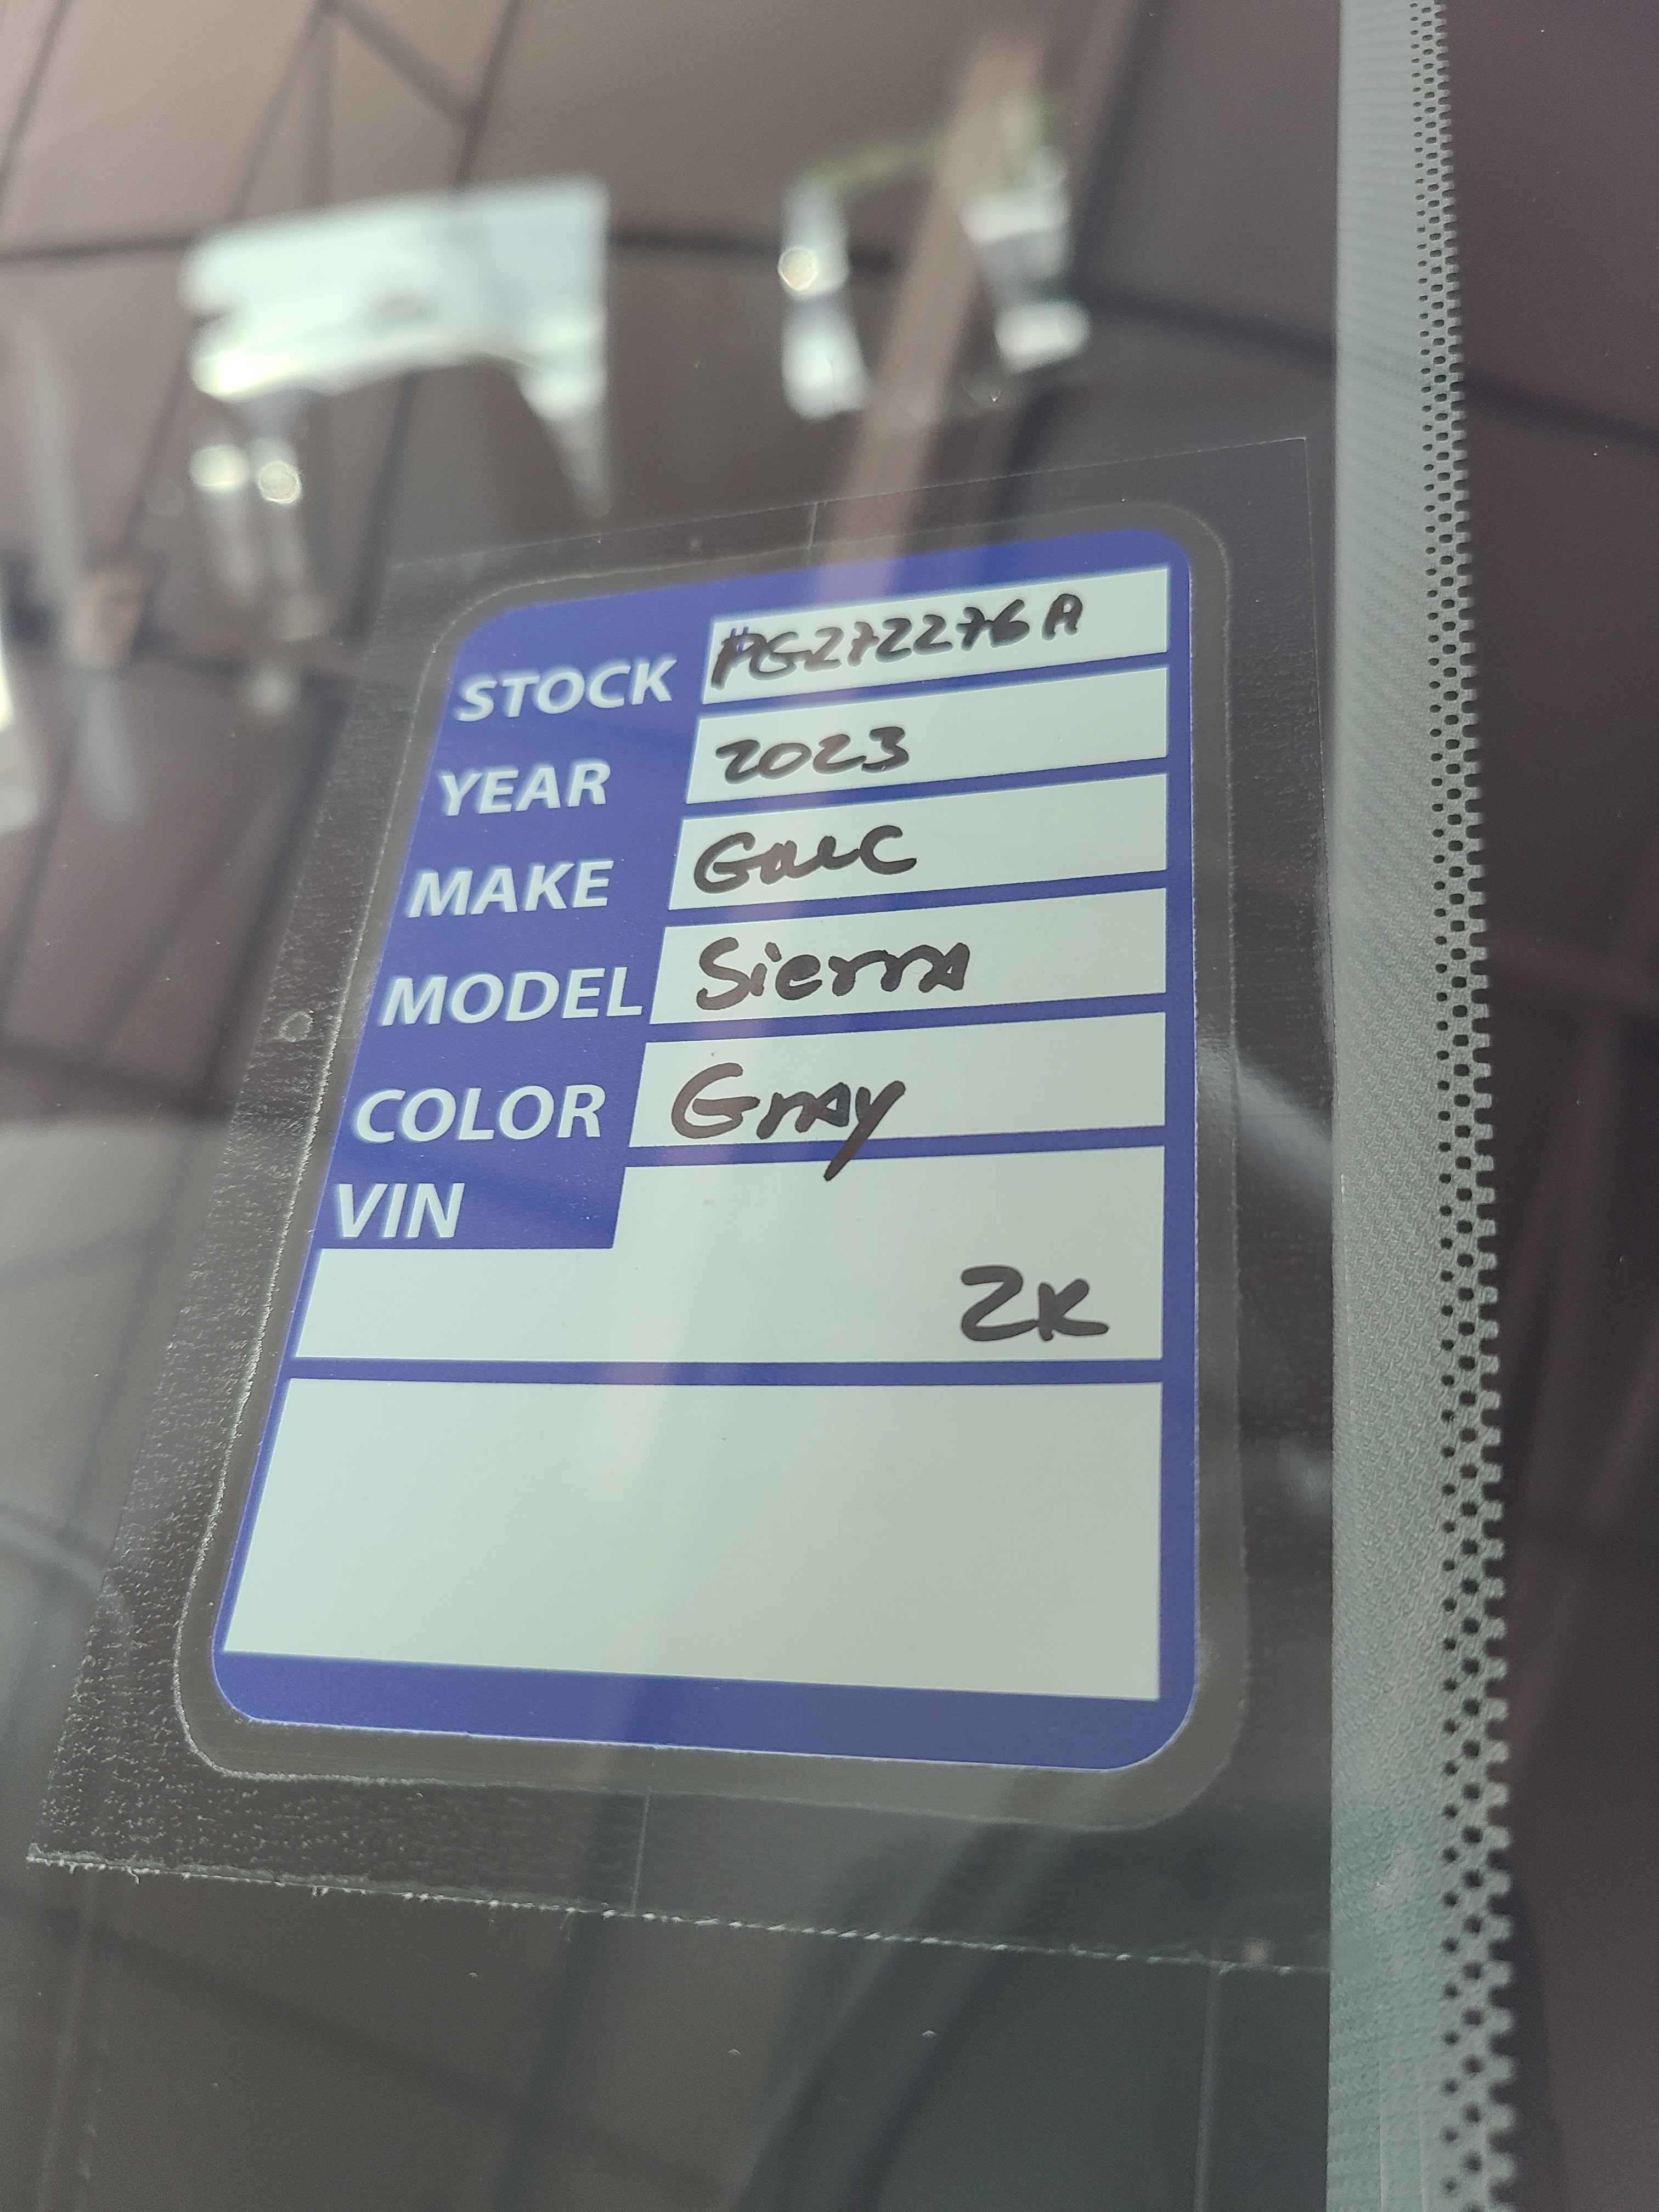 STOCK PG272276A
YEAR 2023
MAKE GMC
MODEL Sierra
COLOR Gray
VIN
2K